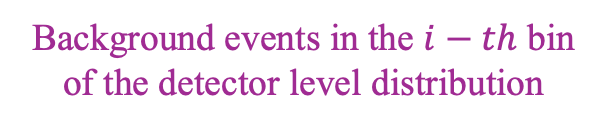 Background events in the i − th bin
of the detector level distribution